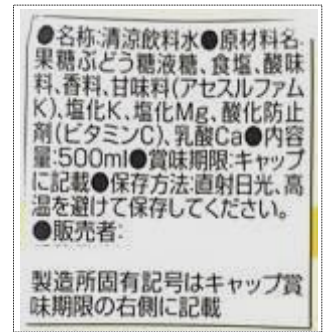 ●名称:清涼飲料水●原材料名:
果糖ぶどう糖液糖、食塩、酸味
料、香料、甘味料(アセスルファム
K)、塩化K、塩化Mg、酸化防止
剤(ビタミンC)、乳酸Ca●内容
量:500ml●賞味期限:キャップ
に記載●保存方法:直射日光、高
温を避けて保存してください。
●販売者:
製造所固有記号はキャップ賞
味期限の右側に記載